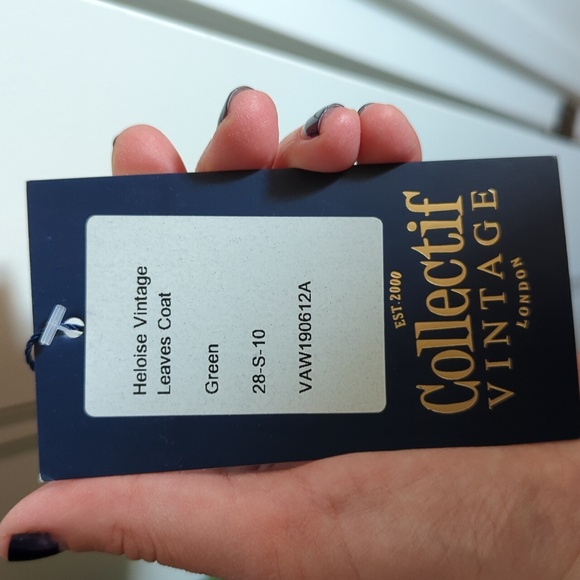 Heloise Vintage
Leaves Coat
Green
28-S-10
VAW190612A
EST. 2000
Collectif
VINTAGE
LONDON